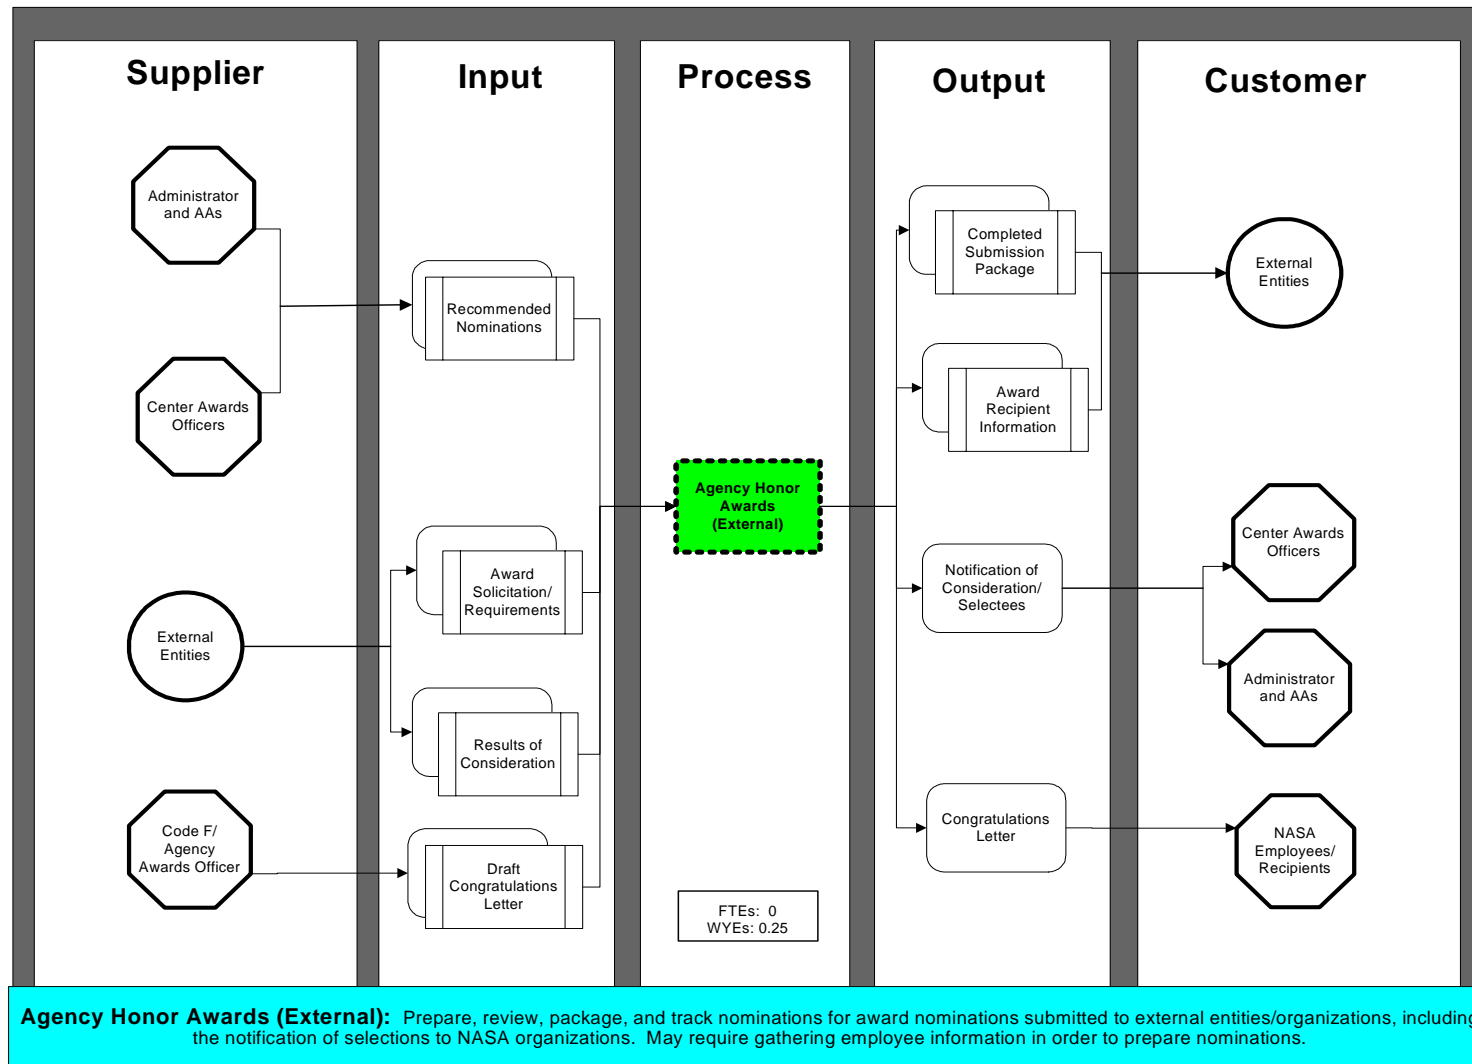 Supplier
Input
Process
Output
Customer
Administrator
and AAs
Center Awards
Officers
External
Entities
Code F/
Agency
Awards Officer
Recommended
Nominations
Award
Solicitation/
Requirements
Results of
Consideration
Draft
Congratulations
Letter
Agency Honor
Awards
(External)
FTEs: 0
WYEs: 0.25
Completed
Submission
Package
Award
Recipient
Information
Notification of
Consideration/
Selectees
Congratulations
Letter
External
Entities
Center Awards
Officers
Administrator
and AAs
NASA
Employees/
Recipients
Agency Honor Awards (External): Prepare, review, package, and track nominations for award nominations submitted to external entities/organizations, including
the notification of selections to NASA organizations. May require gathering employee information in order to prepare nominations.